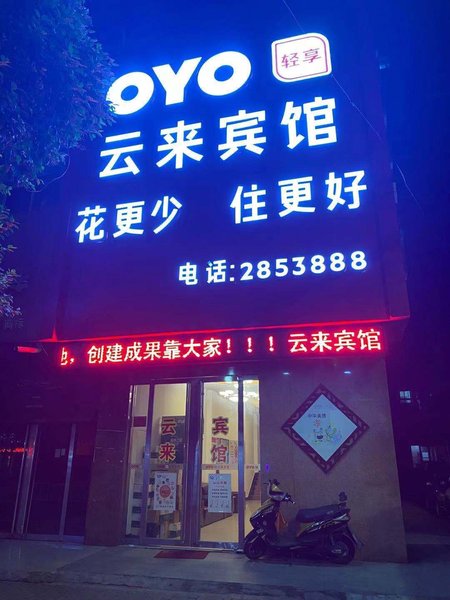 OYO 轻享
云来宾馆
花更少 住更好
电话:2853888
，创建成果靠大家！！！云来宾馆
云来 宾馆